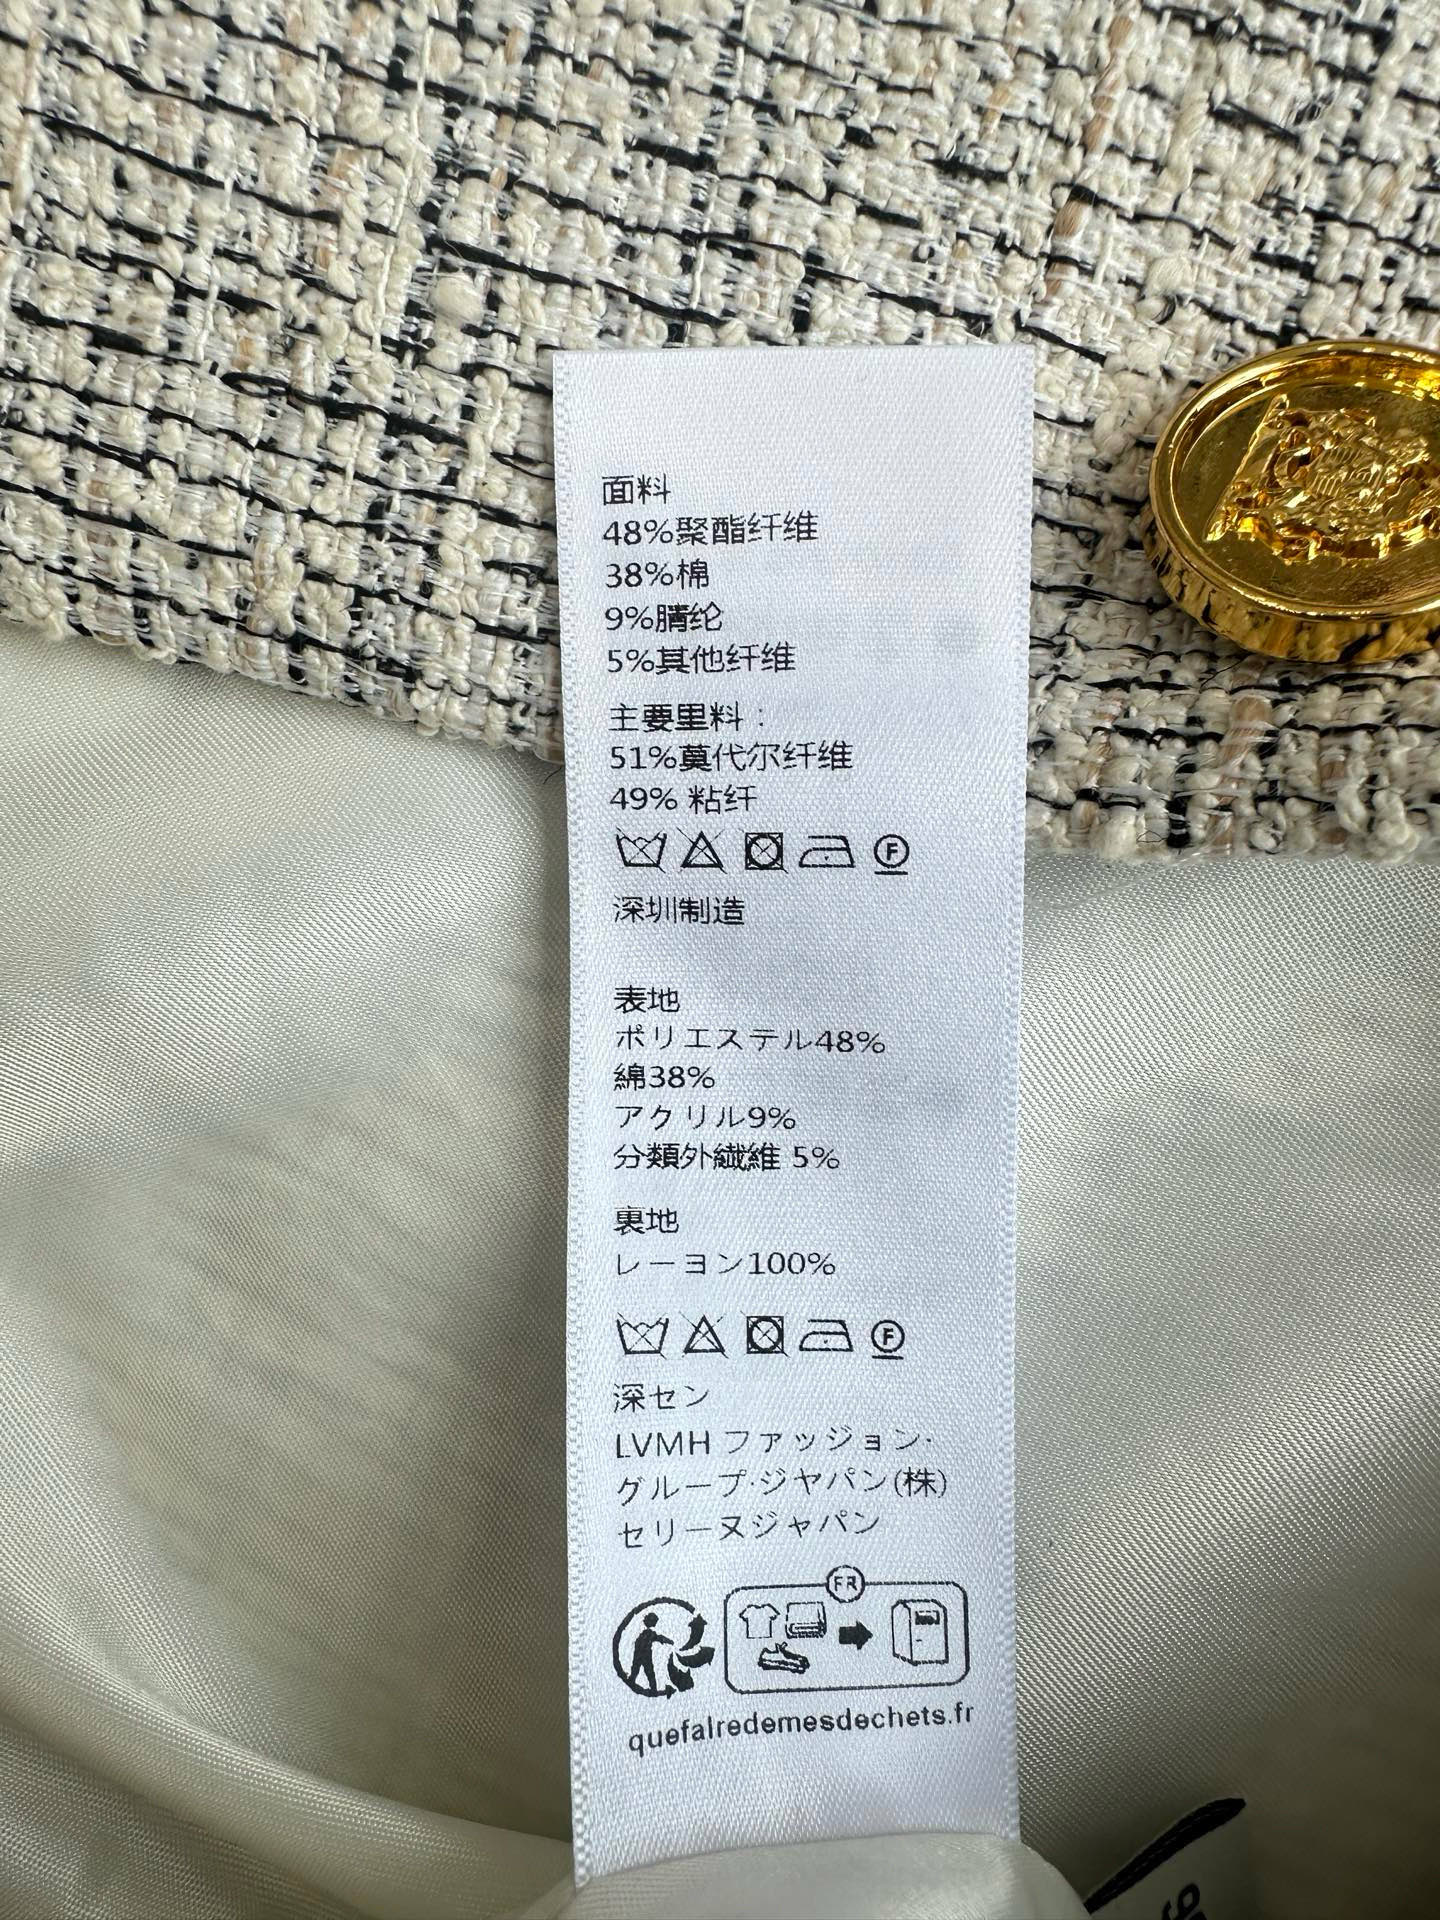 面料
48%聚酯纤维
38%棉
9%腈纶
5%其他纤维
主要里料：
51%莫代尔纤维
49% 粘纤
F
深圳制造
表地
ポリエステル48%
綿38%
アクリル9%
分類外繊維 5%
裏地
レーヨン100%
F
深セン
LVMH ファッション·
グループ·ジャパン(株)
セリーヌジャパン
FR
quefairedemesdechets.fr